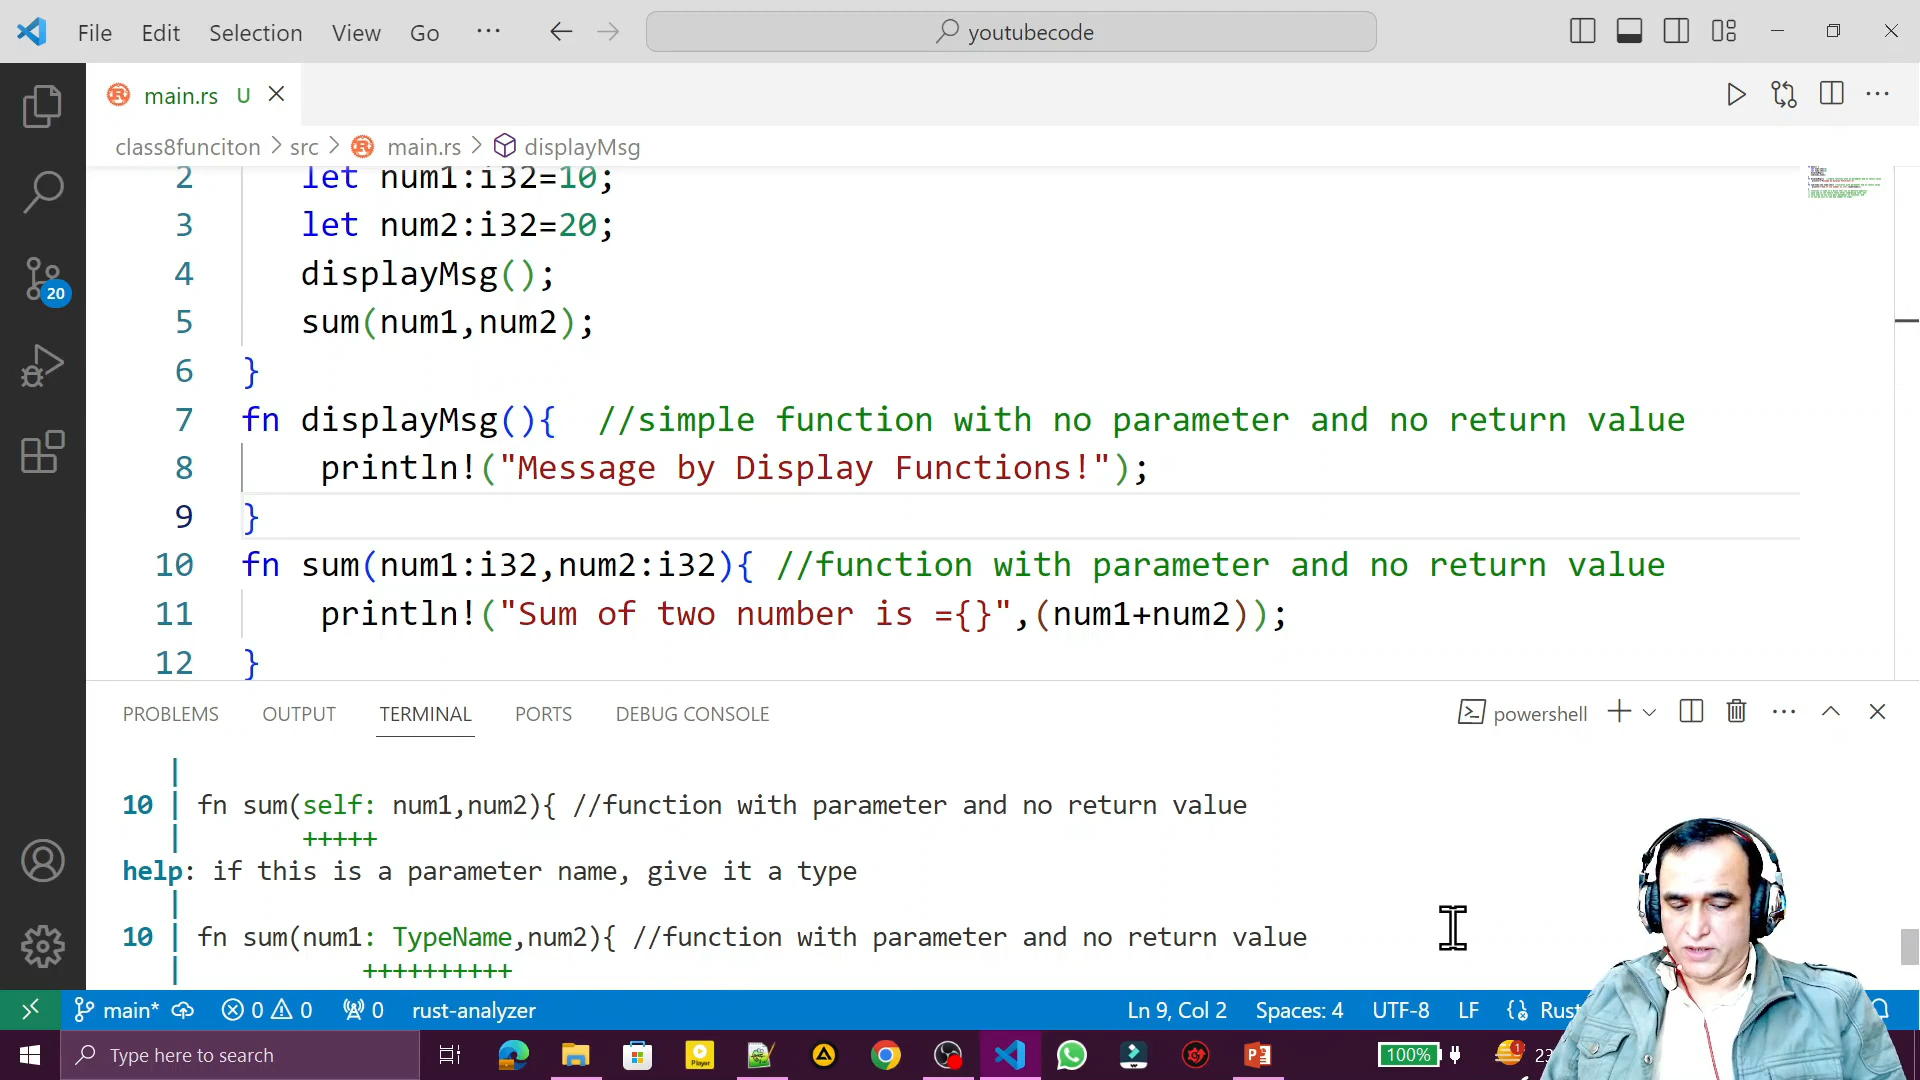 File Edit Selection View Go ··· youtubecode
main.rs U
class8funciton > src > main.rs > displayMsg
2 let num1:i32=10;
3 let num2:i32=20;
4 displayMsg();
5 sum(num1,num2);
6 }
7 fn displayMsg(){ //simple function with no parameter and no return value
8 println!("Message by Display Functions!");
9 }
10 fn sum(num1:i32,num2:i32){ //function with parameter and no return value
11 println!("Sum of two number is ={}",(num1+num2));
12 }
20
PROBLEMS OUTPUT TERMINAL PORTS DEBUG CONSOLE powershell
|
10 | fn sum(self: num1,num2){ //function with parameter and no return value
| +++++
help: if this is a parameter name, give it a type
|
10 | fn sum(num1: TypeName,num2){ //function with parameter and no return value
| ++++++++++
main* 0 0 0 rust-analyzer Ln 9, Col 2 Spaces: 4 UTF-8 LF {} Rust
Type here to search Player 100% 1